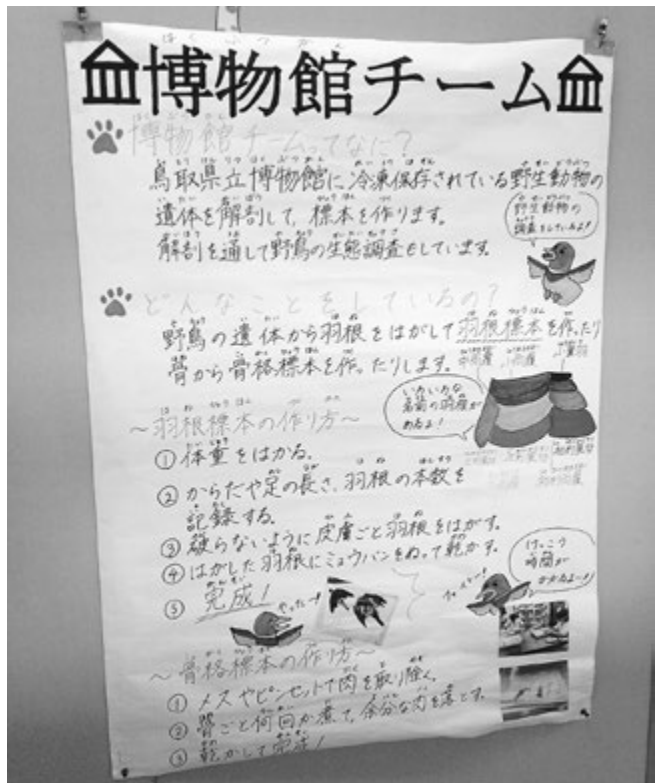 博物館チーム
博物館チームってなに？
鳥取県立博物館に冷凍保存されている野生動物の
遺体を解剖して、標本を作ります。
解剖を通して野鳥の生態調査もしています。
野生動物の
調査をしているよ！
どんなことをしているの？
野鳥の遺体から羽根をはがして羽根標本を作ったり
骨から骨格標本を作ったりします。
いろいろな
名前の羽根が
あるよ！
～羽根標本の作り方～
①体重をはかる。
②からだや足の長さ、羽根の本数を
記録する。
③破らないように皮膚ごと羽根をはがす。
④はがした羽根にミョウバンをぬって乾かす。
⑤完成！
やったー！
けっこう
時間が
かかるよー！
～骨格標本の作り方～
①メスやピンセットで肉を取り除く。
②骨ごと何回か煮て、余分な肉を落とす。
③乾かして完成！